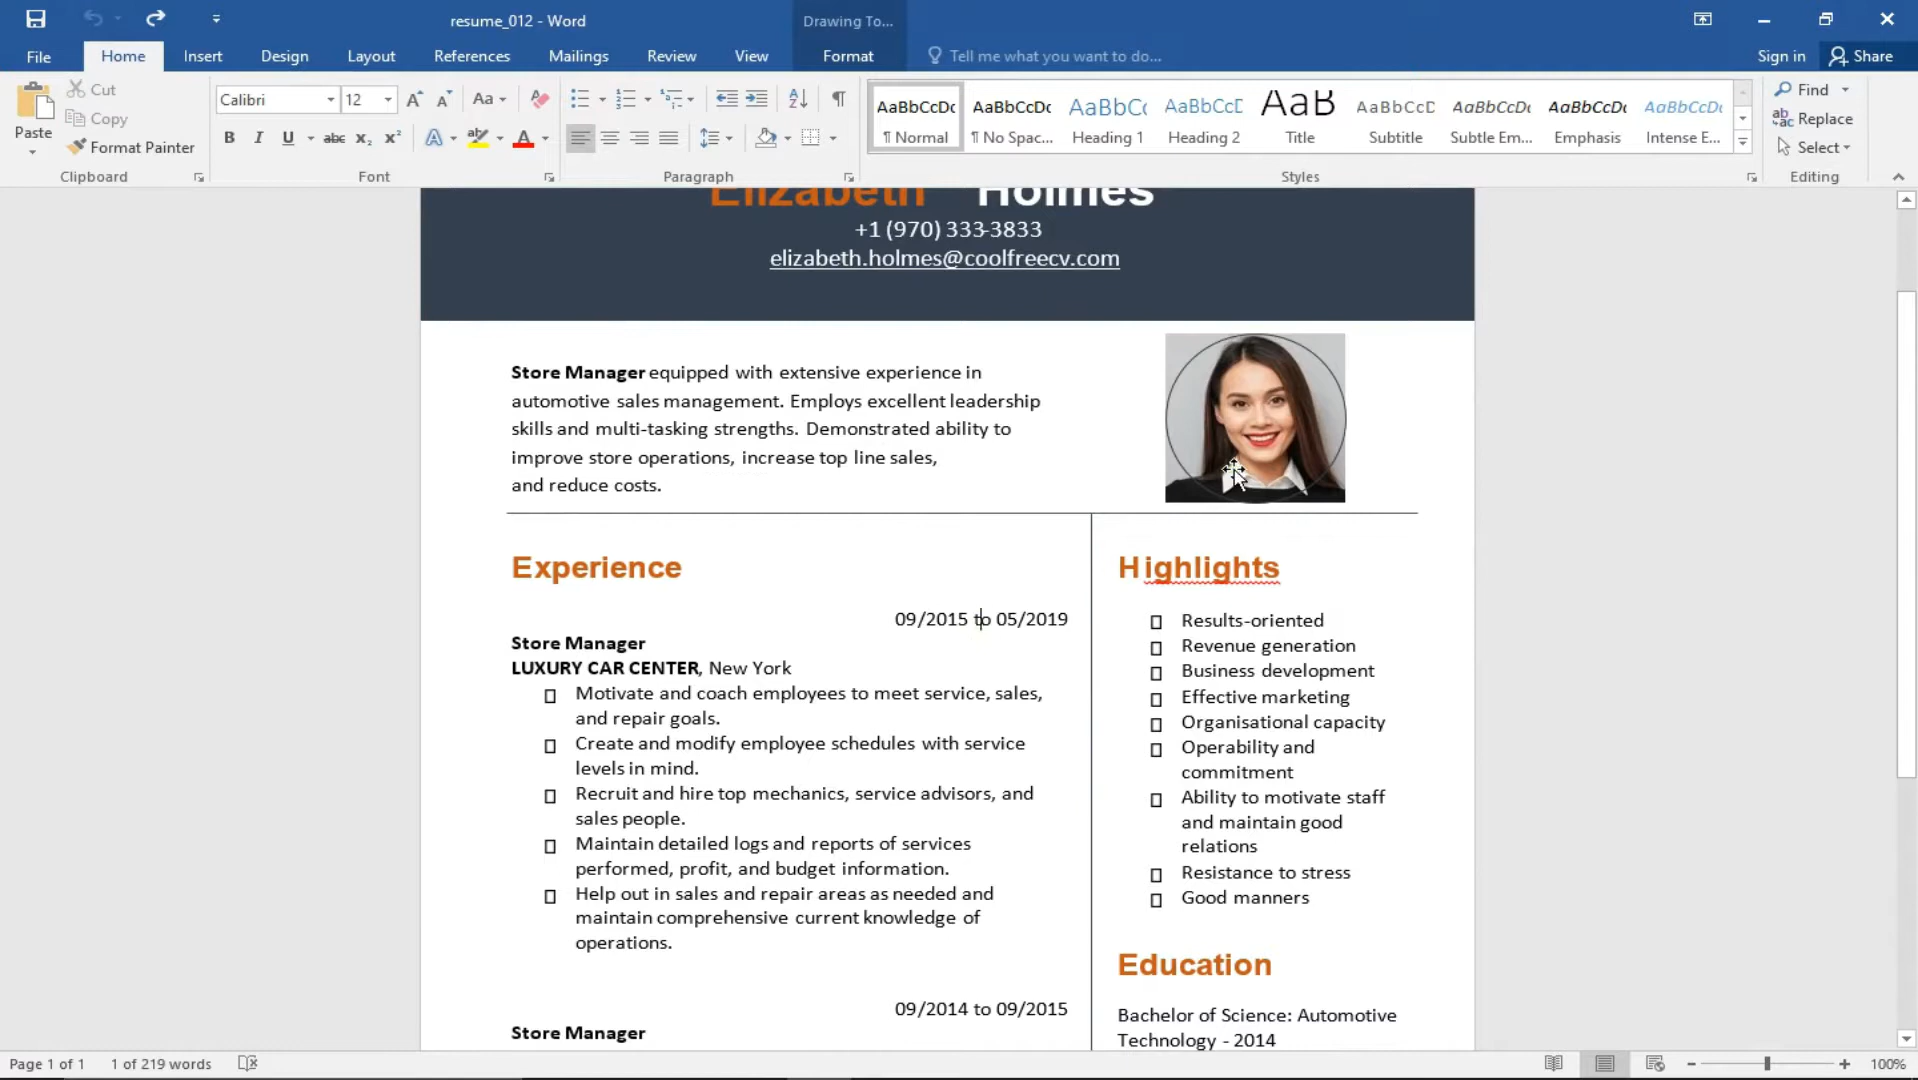 resume_012 - Word
Drawing To...
File
Home
Insert
Design
Layout
References
Mailings
Review
View
Format
Tell me what you want to do...
Sign in
Share
Paste
Cut
Copy
Format Painter
Clipboard
Calibri
12
Aa
B I U abc X₂ X²
Font
Paragraph
AaBbCcDc
¶ Normal
AaBbCcDc
¶ No Spac...
AaBbCc
Heading 1
AaBbCcD
Heading 2
AaB
Title
AaBbCcD
Subtitle
AaBbCcDc
Subtle Em...
AaBbCcDc
Emphasis
AaBbCcDc
Intense E...
Styles
Find
Replace
Select
Editing
Elizabeth Holmes
+1 (970) 333-3833
elizabeth.holmes@coolfreecv.com
Store Manager equipped with extensive experience in
automotive sales management. Employs excellent leadership
skills and multi-tasking strengths. Demonstrated ability to
improve store operations, increase top line sales,
and reduce costs.
Experience
09/2015 to 05/2019
Store Manager
LUXURY CAR CENTER, New York
Motivate and coach employees to meet service, sales,
and repair goals.
Create and modify employee schedules with service
levels in mind.
Recruit and hire top mechanics, service advisors, and
sales people.
Maintain detailed logs and reports of services
performed, profit, and budget information.
Help out in sales and repair areas as needed and
maintain comprehensive current knowledge of
operations.
09/2014 to 09/2015
Store Manager
H ighlights
Results-oriented
Revenue generation
Business development
Effective marketing
Organisational capacity
Operability and
commitment
Ability to motivate staff
and maintain good
relations
Resistance to stress
Good manners
Education
Bachelor of Science: Automotive
Technology - 2014
Page 1 of 1
1 of 219 words
100%